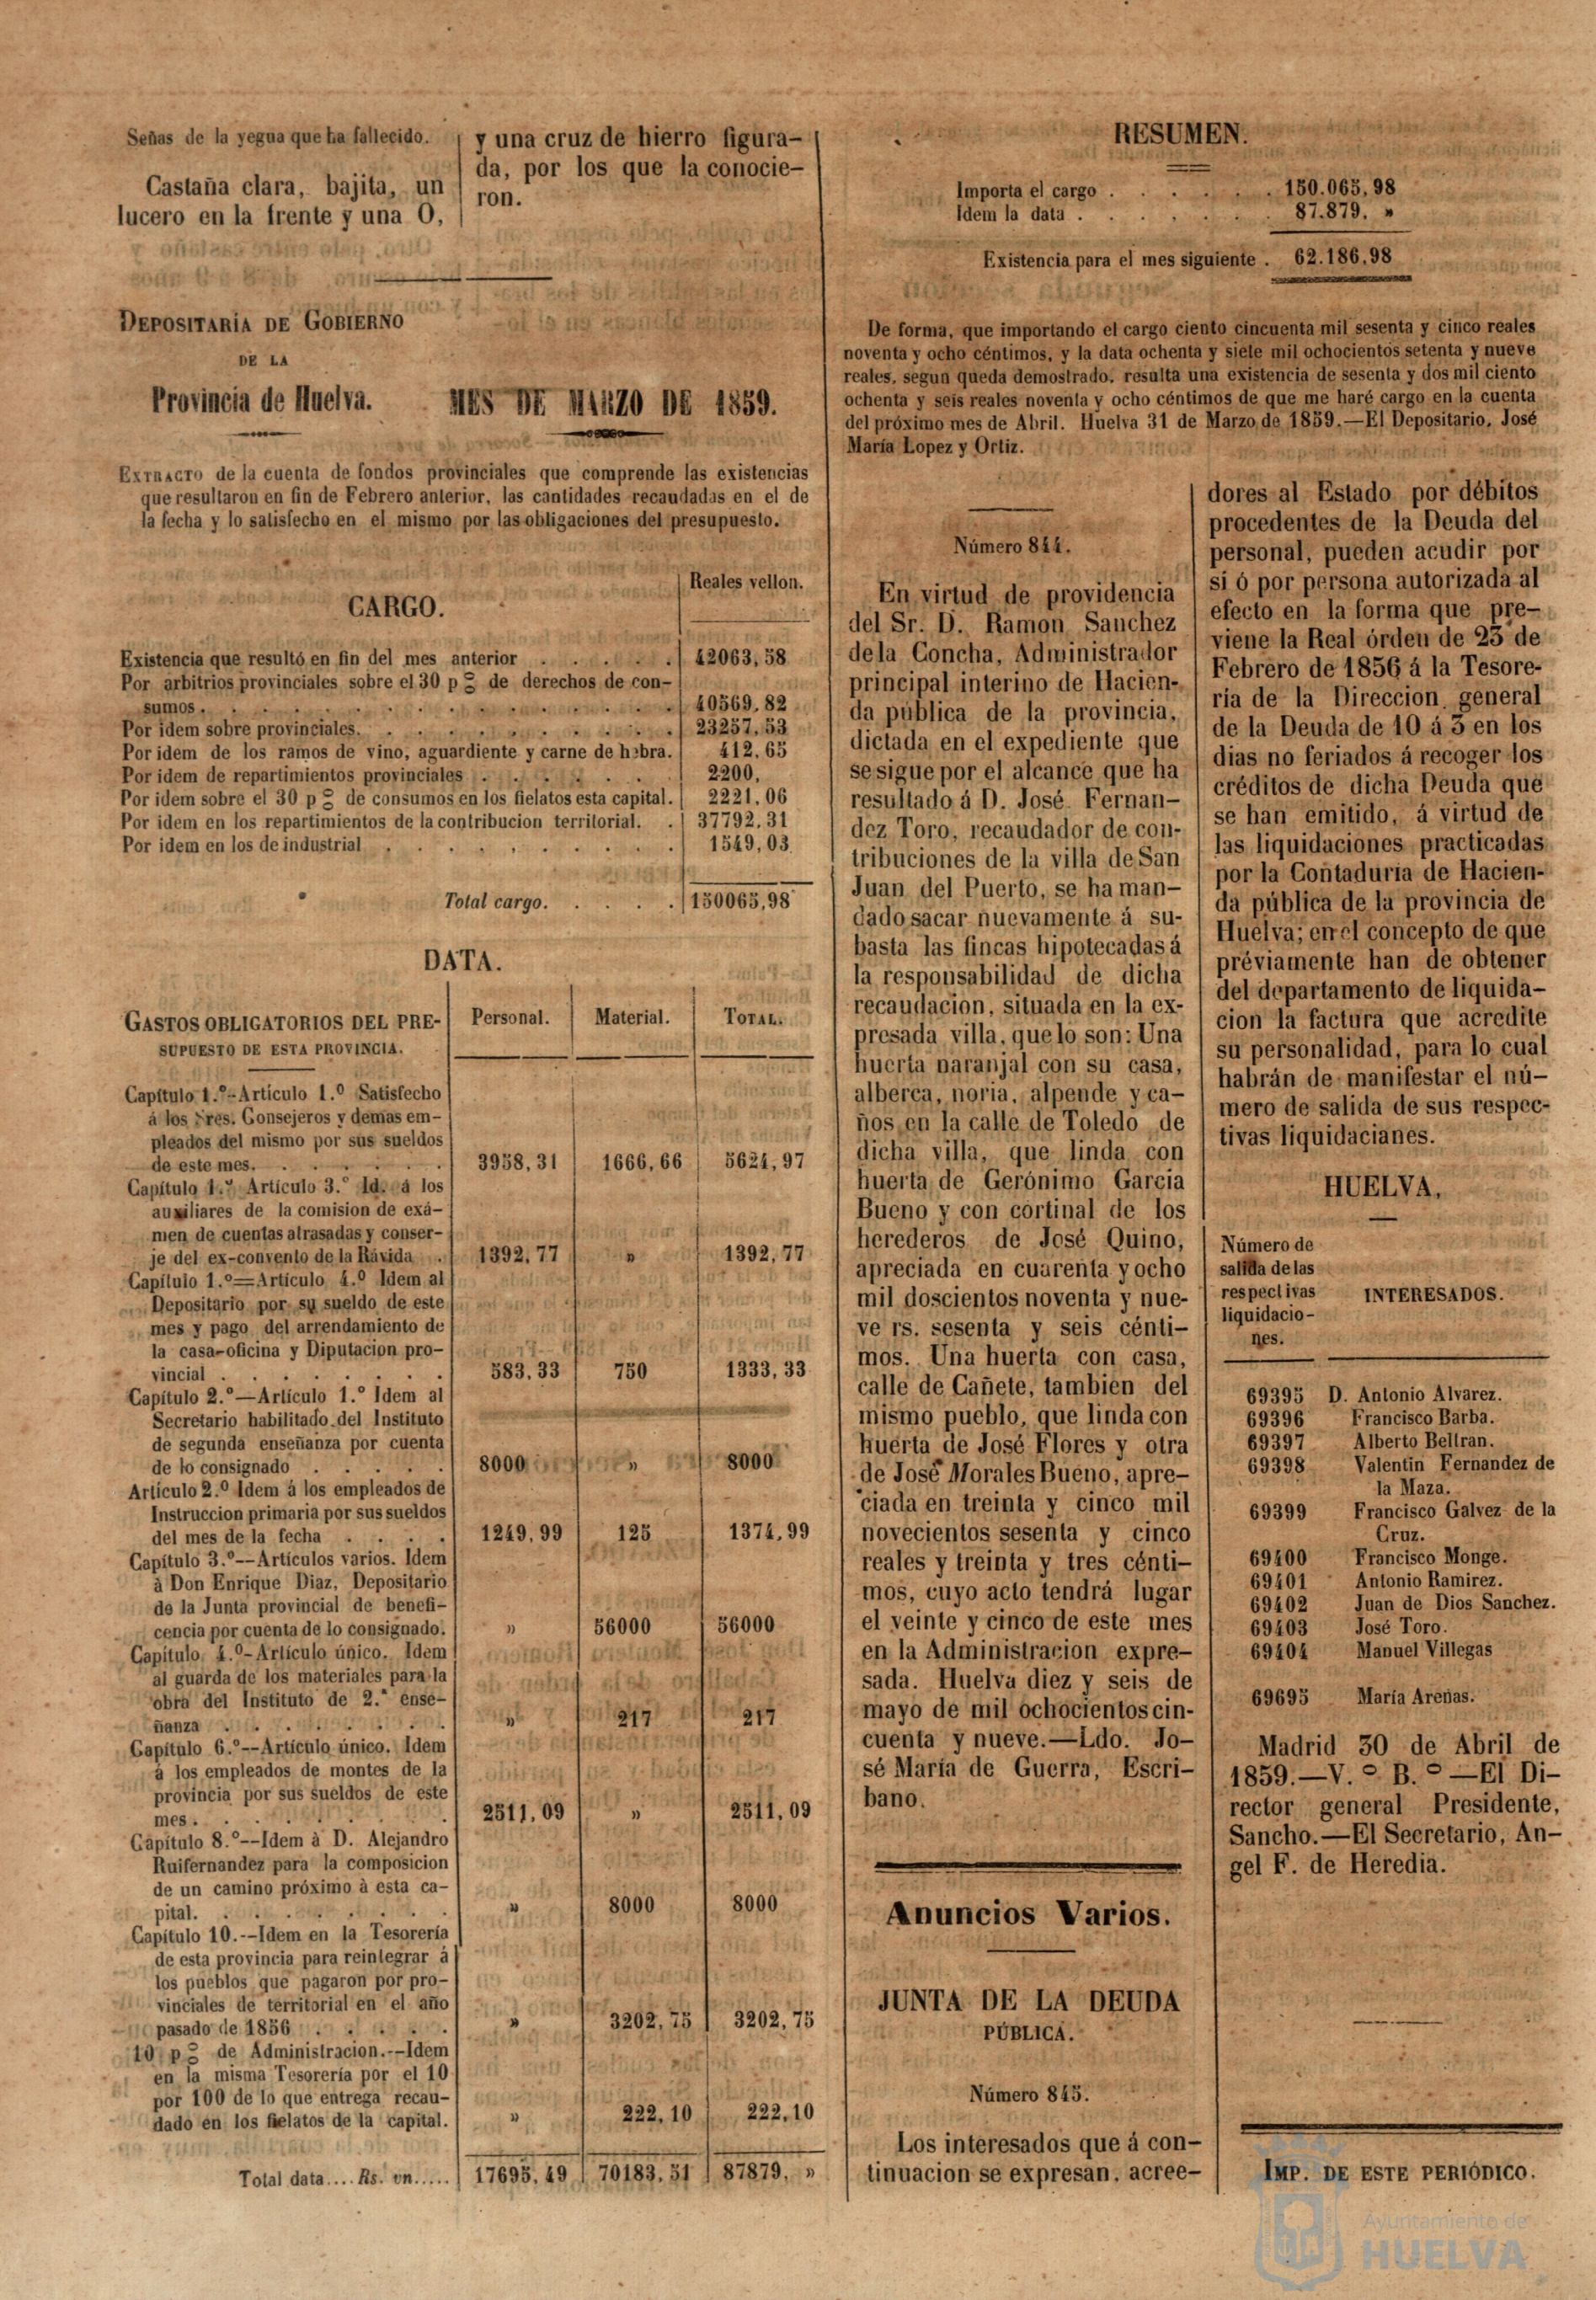 Señas de la yegua que ha fallecido.
Castaña clara, bajita, un
lucero en la frente y una O,
y una cruz de hierro figura-
da, por los que la conocie-
ron.
DEPOSITARÍA DE GOBIERNO
DE LA
Provincia de Huelva.
MES DE MARZO DE 1859.
EXTRACTO de la cuenta de fondos provinciales que comprende las existencias
que resultaron en fin de Febrero anterior, las cantidades recaudadas en el de
la fecha y lo satisfecho en el mismo por las obligaciones del presupuesto.
Reales vellon.
CARGO.
Existencia que resultó en fin del mes anterior . . . . . . 42063,58
Por arbitrios provinciales sobre el 30 p% de derechos de con-
sumos. . . . . . . . . . . . . . . 40569,82
Por idem sobre provinciales. . . . . . . . . . 23257,53
Por idem de los ramos de vino, aguardiente y carne de hebra. 412,65
Por idem de repartimientos provinciales . . . . . . . 2200,
Por idem sobre el 30 p% de consumos en los fielatos esta capital. 2221,06
Por idem en los repartimientos de la contribucion territorial. . 37792,31
Por idem en los de industrial . . . . . . . . . . 1549,03
Total cargo. . . . . . 150065,98
DATA.
GASTOS OBLIGATORIOS DEL PRE-
SUPUESTO DE ESTA PROVINCIA.
Personal. Material. TOTAL.
Capítulo 1.º-Artículo 1.º Satisfecho
á los Sres. Consejeros y demas em-
pleados del mismo por sus sueldos
de este mes. . . . . . . 3958,31 1666,66 5624,97
Capítulo 1.º Artículo 3.º Id. á los
auxiliares de la comision de exá-
men de cuentas atrasadas y conser-
je del ex-convento de la Rávida . 1392,77 » 1392,77
Capítulo 1.º=Artículo 4.º Idem al
Depositario por su sueldo de este
mes y pago del arrendamiento de
la casa-oficina y Diputacion pro-
vincial . . . . . . . . 583,33 750 1333,33
Capítulo 2.º—Artículo 1.º Idem al
Secretario habilitado del Instituto
de segunda enseñanza por cuenta
de lo consignado . . . . . 8000 » 8000
Artículo 2.º Idem á los empleados de
Instruccion primaria por sus sueldos
del mes de la fecha . . . . 1249,99 125 1374,99
Capítulo 3.º--Artículos varios. Idem
à Don Enrique Diaz, Depositario
de la Junta provincial de benefi-
cencia por cuenta de lo consignado. » 56000 56000
Capítulo 4.º-Artículo único. Idem
al guarda de los materiales para la
obra del Instituto de 2.ª ense-
ñanza . . . . . . . . » 217 217
Capítulo 6.º--Artículo único. Idem
á los empleados de montes de la
provincia por sus sueldos de este
mes. . . . . . . . . 2511,09 » 2511,09
Capítulo 8.º--Idem à D. Alejandro
Ruifernandez para la composicion
de un camino próximo à esta ca-
pital. . . . . . . . . » 8000 8000
Capítulo 10.--Idem en la Tesorería
de esta provincia para reintegrar á
los pueblos que pagaron por pro-
vinciales de territorial en el año
pasado de 1856 . . . . . » 3202,75 3202,75
10 p% de Administracion.--Idem
en la misma Tesorería por el 10
por 100 de lo que entrega recau-
dado en los fielatos de la capital. » 222,10 222,10
Total data.... Rs. vn..... 17695,49 70183,51 87879, »
RESUMEN.
Importa el cargo . . . . . . . 150.065,98
Idem la data . . . . . . . . 87.879. »
Existencia para el mes siguiente . 62.186,98
De forma, que importando el cargo ciento cincuenta mil sesenta y cinco reales
noventa y ocho céntimos, y la data ochenta y siete mil ochocientos setenta y nueve
reales, segun queda demostrado, resulta una existencia de sesenta y dos mil ciento
ochenta y seis reales noventa y ocho céntimos de que me haré cargo en la cuenta
del próximo mes de Abril. Huelva 31 de Marzo de 1859.—El Depositario, José
María Lopez y Ortiz.
Número 844.
En virtud de providencia
del Sr. D. Ramon Sanchez
de la Concha, Administrador
principal interino de Hacien-
da pública de la provincia,
dictada en el expediente que
se sigue por el alcance que ha
resultado á D. José Fernan-
dez Toro, recaudador de con-
tribuciones de la villa de San
Juan del Puerto, se ha man-
dado sacar nuevamente á su-
basta las fincas hipotecadas á
la responsabilidad de dicha
recaudacion, situada en la ex-
presada villa, que lo son: Una
huerta naranjal con su casa,
alberca, noria, alpende y ca-
ños en la calle de Toledo de
dicha villa, que linda con
huerta de Gerónimo Garcia
Bueno y con cortinal de los
herederos de José Quino,
apreciada en cuarenta y ocho
mil doscientos noventa y nue-
ve rs. sesenta y seis cénti-
mos. Una huerta con casa,
calle de Cañete, tambien del
mismo pueblo, que linda con
huerta de José Flores y otra
de José Morales Bueno, apre-
ciada en treinta y cinco mil
novecientos sesenta y cinco
reales y treinta y tres cénti-
mos, cuyo acto tendrá lugar
el veinte y cinco de este mes
en la Administracion expre-
sada. Huelva diez y seis de
mayo de mil ochocientos cin-
cuenta y nueve.—Ldo. Jo-
sé María de Guerra, Escri-
bano.
Anuncios Varios.
JUNTA DE LA DEUDA
PÚBLICA.
Número 845.
Los interesados que á con-
tinuacion se expresan, acree-
dores al Estado por débitos
procedentes de la Deuda del
personal, pueden acudir por
sí ó por persona autorizada al
efecto en la forma que pre-
viene la Real órden de 23 de
Febrero de 1856 á la Tesore-
ría de la Direccion general
de la Deuda de 10 á 3 en los
dias no feriados á recoger los
créditos de dicha Deuda que
se han emitido, á virtud de
las liquidaciones practicadas
por la Contaduria de Hacien-
da pública de la provincia de
Huelva; en el concepto de que
préviamente han de obtener
del departamento de liquida-
cion la factura que acredite
su personalidad, para lo cual
habrán de manifestar el nú-
mero de salida de sus respec-
tivas liquidacianes.
HUELVA,
Número de
salida de las
respectivas
liquidacio-
nes.
INTERESADOS.
69395 D. Antonio Alvarez.
69396 Francisco Barba.
69397 Alberto Beltran.
69398 Valentin Fernandez de
la Maza.
69399 Francisco Galvez de la
Cruz.
69400 Francisco Monge.
69401 Antonio Ramirez.
69402 Juan de Dios Sanchez.
69403 José Toro.
69404 Manuel Villegas
69695 María Arenas.
Madrid 30 de Abril de
1859.—V.º B.º—El Di-
rector general Presidente,
Sancho.—El Secretario, An-
gel F. de Heredia.
IMP. DE ESTE PERIÓDICO.
Ayuntamiento de
HUELVA